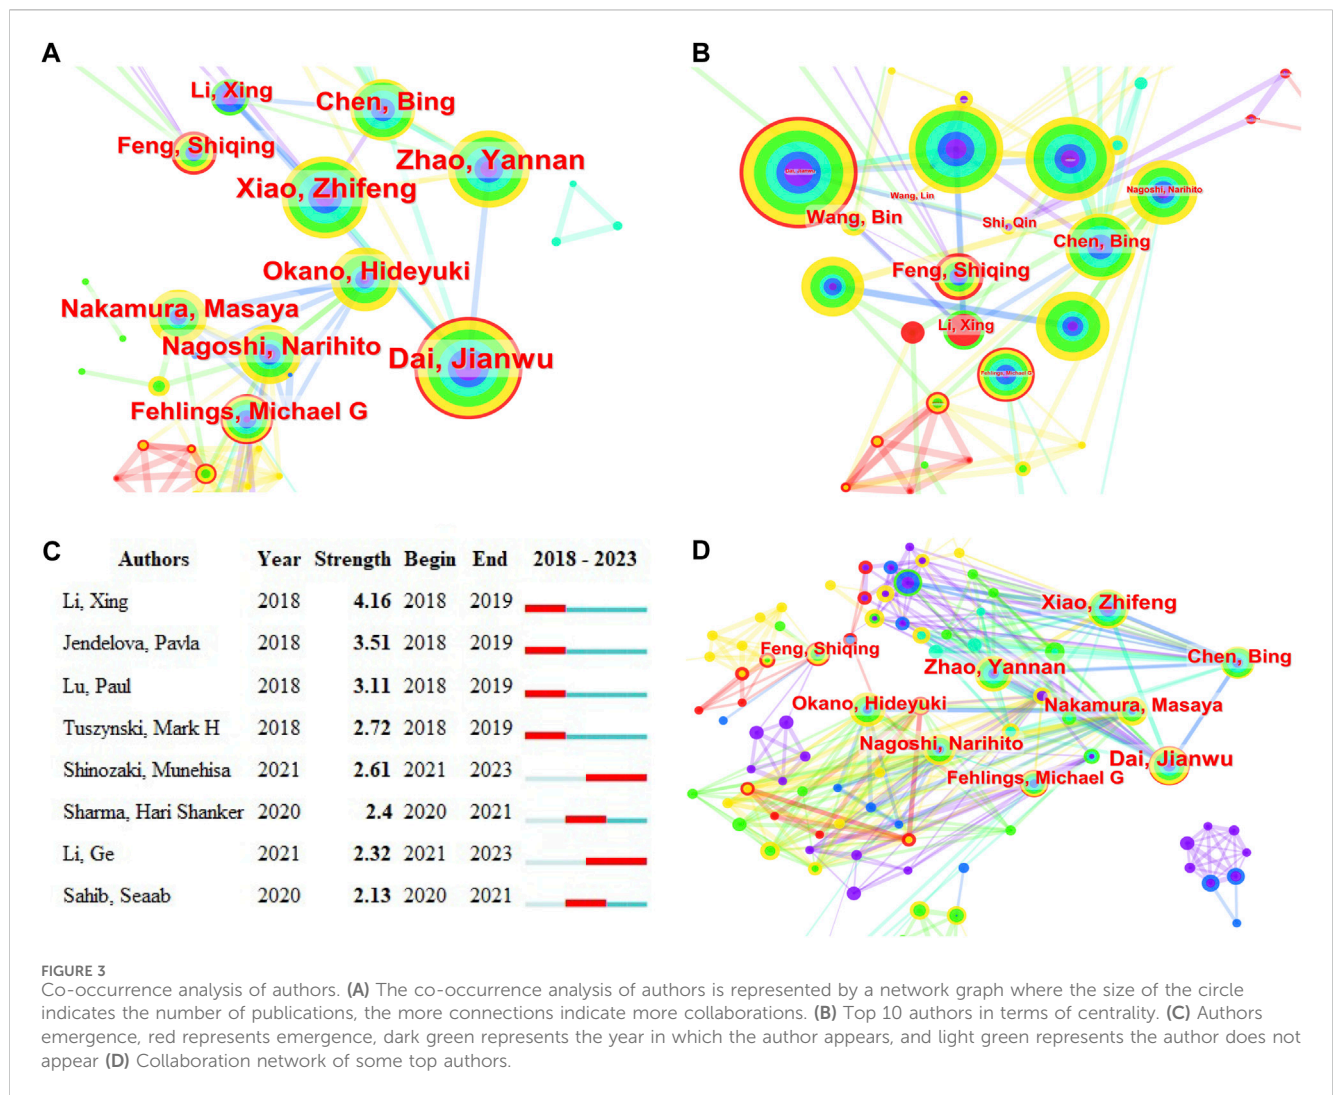 A
Li, Xing
Chen, Bing
Feng, Shiqing
Zhao, Yannan
Xiao, Zhifeng
Okano, Hideyuki
Nakamura, Masaya
Nagoshi, Narihito
Dai, Jianwu
Fehlings, Michael G
B
Dai, Jianwu
Nagoshi, Narihito
Wang, Lin
Wang, Bin
Shi, Qin
Chen, Bing
Feng, Shiqing
Li, Xing
Fehlings, Michael G
C
Authors Year Strength Begin End 2018 - 2023
Li, Xing 2018 4.16 2018 2019
Jendelova, Pavla 2018 3.51 2018 2019
Lu, Paul 2018 3.11 2018 2019
Tuszynski, Mark H 2018 2.72 2018 2019
Shinozaki, Munehisa 2021 2.61 2021 2023
Sharma, Hari Shanker 2020 2.4 2020 2021
Li, Ge 2021 2.32 2021 2023
Sahib, Seaab 2020 2.13 2020 2021
D
Xiao, Zhifeng
Feng, Shiqing
Chen, Bing
Zhao, Yannan
Okano, Hideyuki
Nakamura, Masaya
Nagoshi, Narihito
Dai, Jianwu
Fehlings, Michael G
FIGURE 3
Co-occurrence analysis of authors. (A) The co-occurrence analysis of authors is represented by a network graph where the size of the circle
indicates the number of publications, the more connections indicate more collaborations. (B) Top 10 authors in terms of centrality. (C) Authors
emergence, red represents emergence, dark green represents the year in which the author appears, and light green represents the author does not
appear (D) Collaboration network of some top authors.